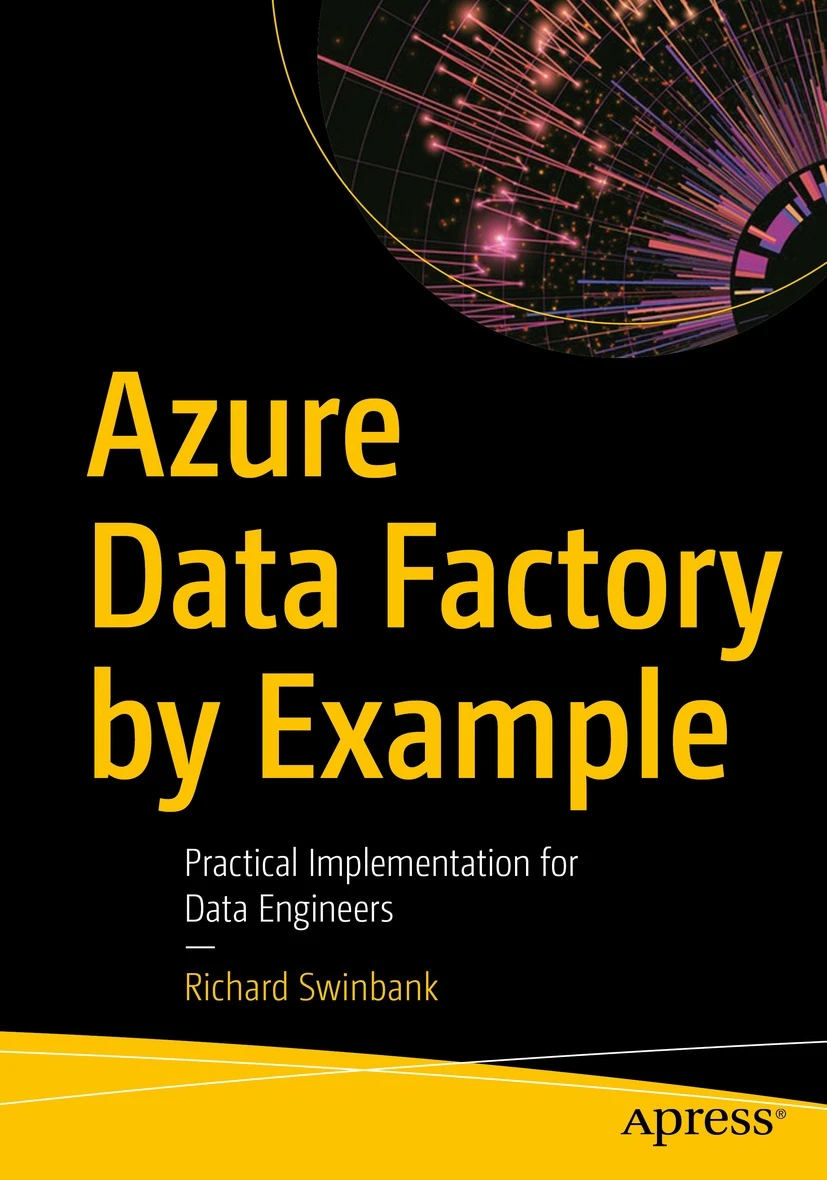 Azure
Data Factory
by Example
Practical Implementation for
Data Engineers
Richard Swinbank
Apress®